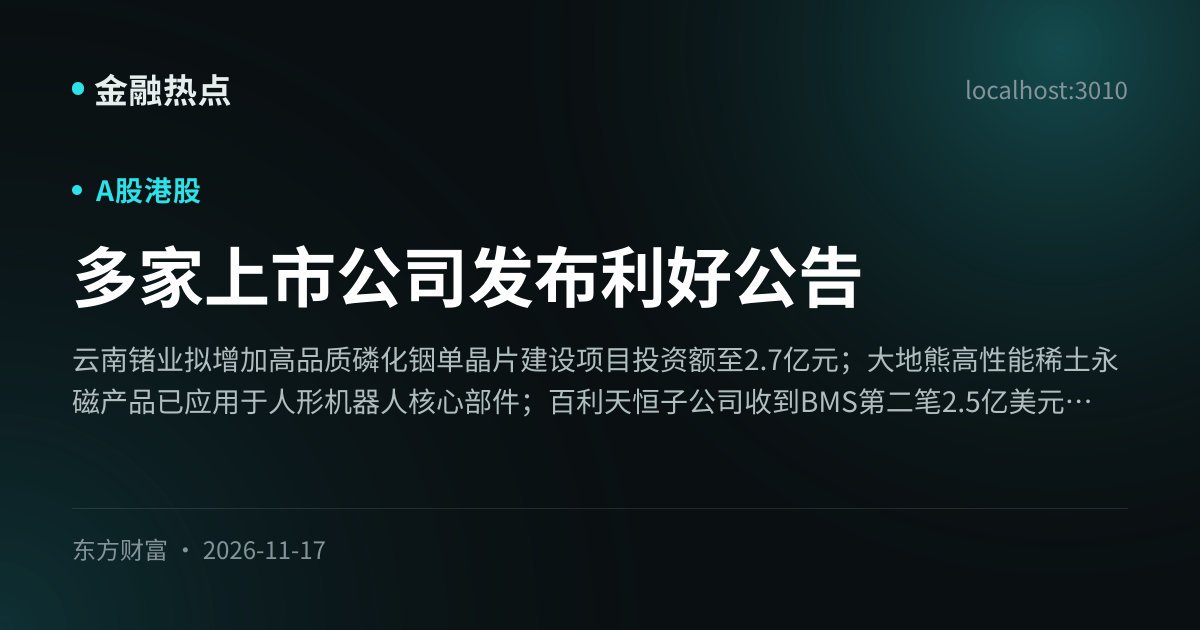 金融热点
localhost:3010
A股港股
多家上市公司发布利好公告
云南锗业拟增加高品质磷化铟单晶片建设项目投资额至2.7亿元；大地熊高性能稀土永
磁产品已应用于人形机器人核心部件；百利天恒子公司收到BMS第二笔2.5亿美元…
东方财富 · 2026-11-17